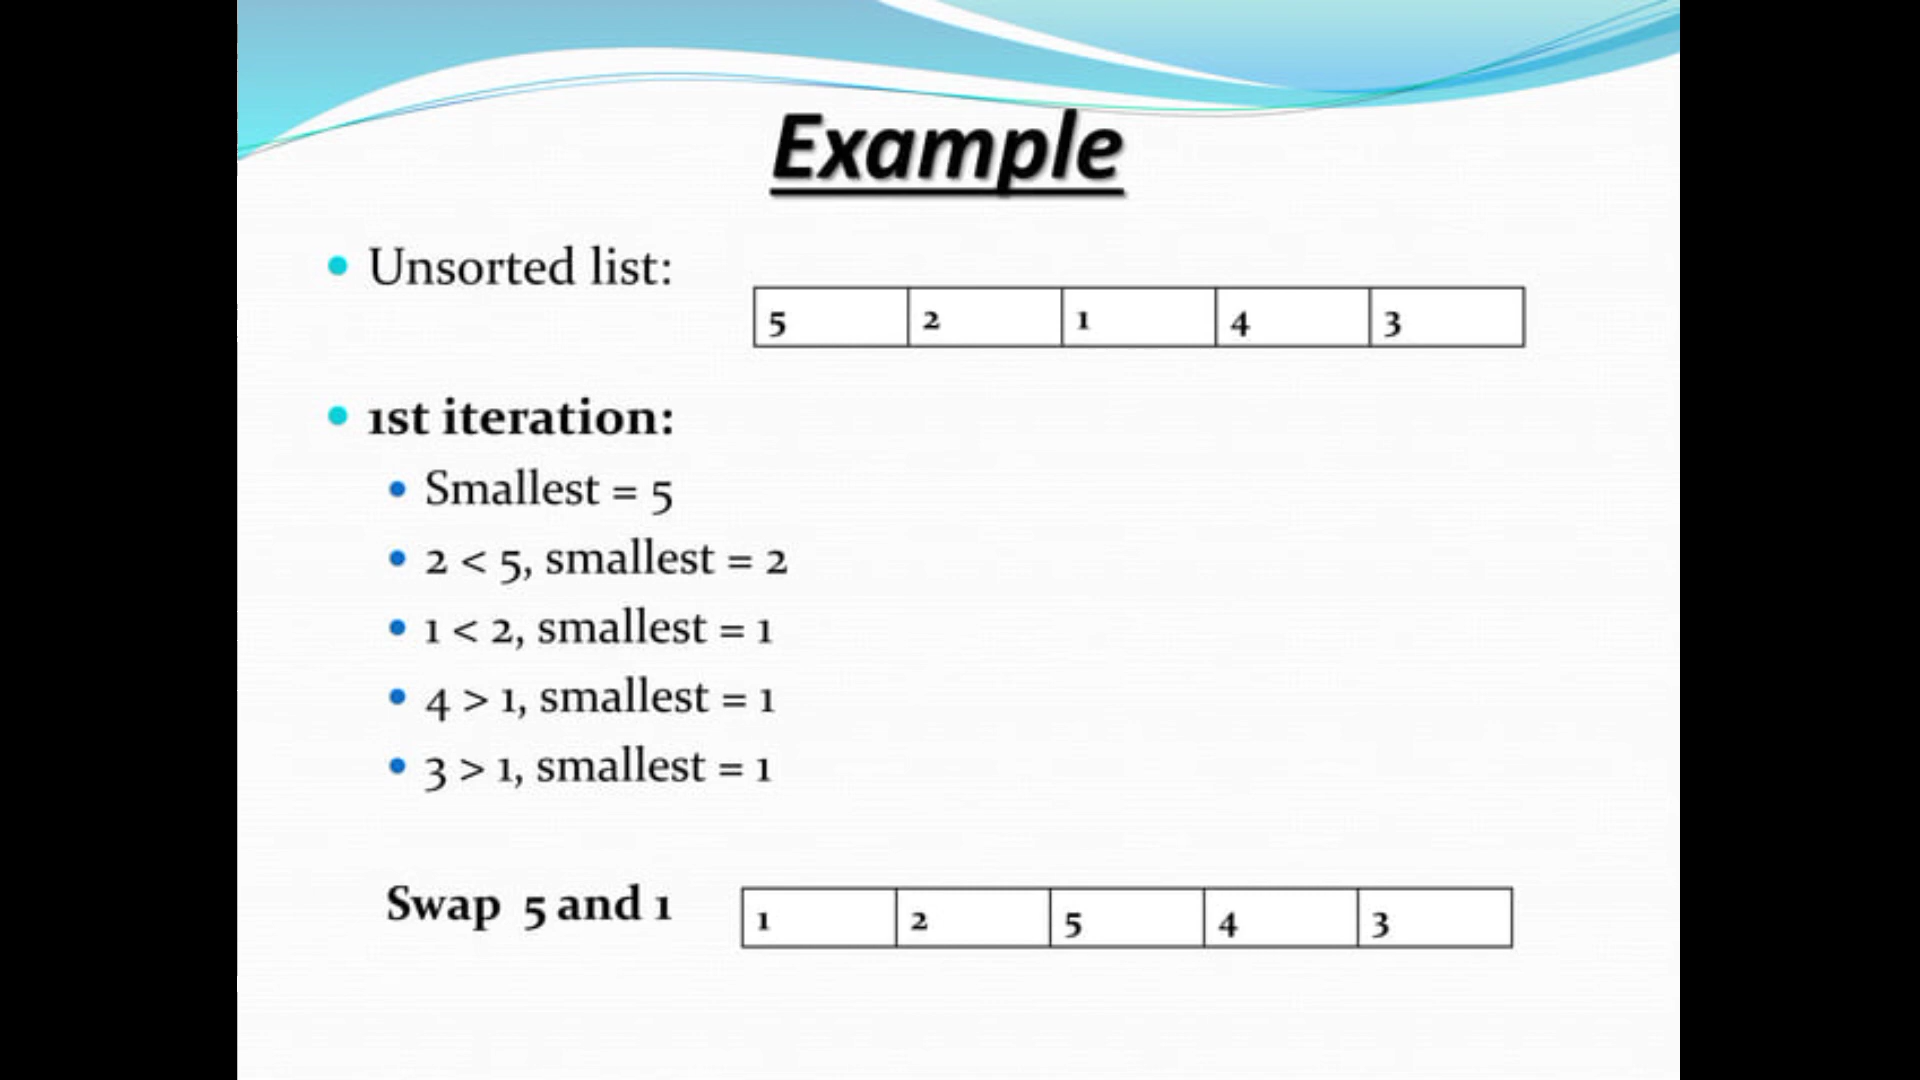 Example
Unsorted list:
5 2 1 4 3
1st iteration:
Smallest = 5
2 < 5, smallest = 2
1 < 2, smallest = 1
4 > 1, smallest = 1
3 > 1, smallest = 1
Swap 5 and 1
1 2 5 4 3